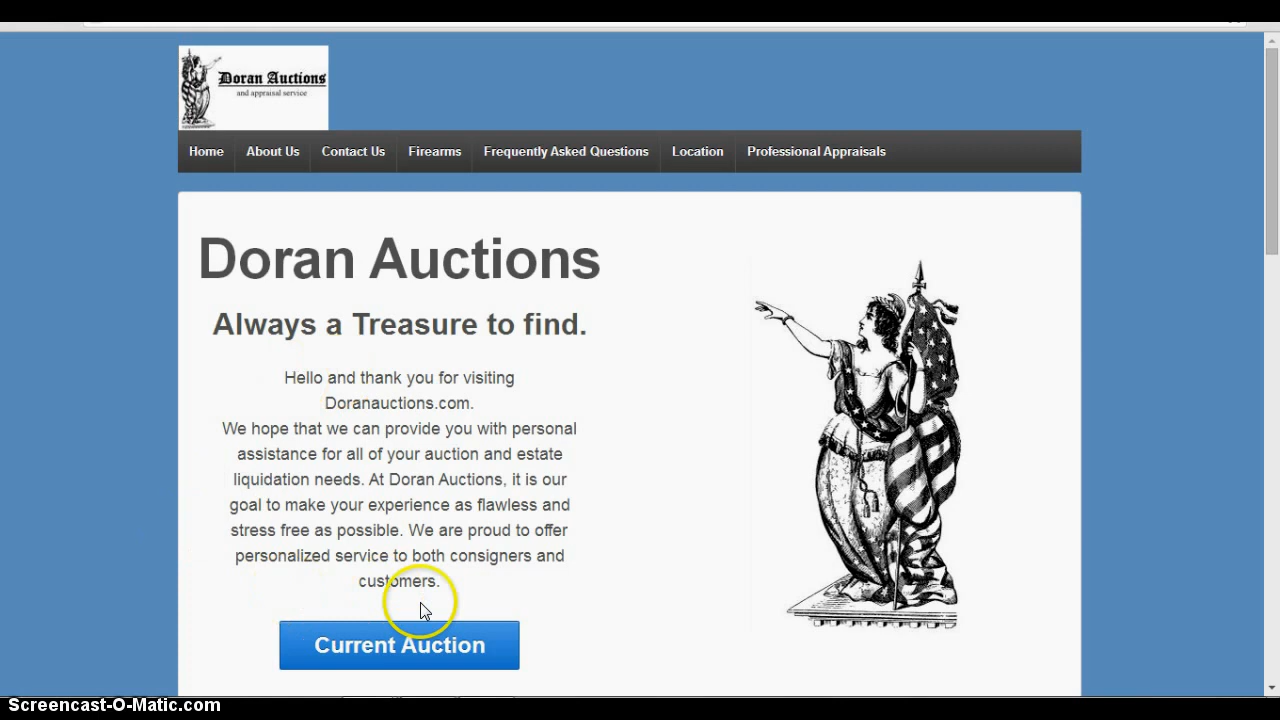 Doran Auctions
and appraisal service
Home About Us Contact Us Firearms Frequently Asked Questions Location Professional Appraisals
Doran Auctions
Always a Treasure to find.
Hello and thank you for visiting
Doranauctions.com.
We hope that we can provide you with personal
assistance for all of your auction and estate
liquidation needs. At Doran Auctions, it is our
goal to make your experience as flawless and
stress free as possible. We are proud to offer
personalized service to both consigners and
customers.
Current Auction
Screencast-O-Matic.com